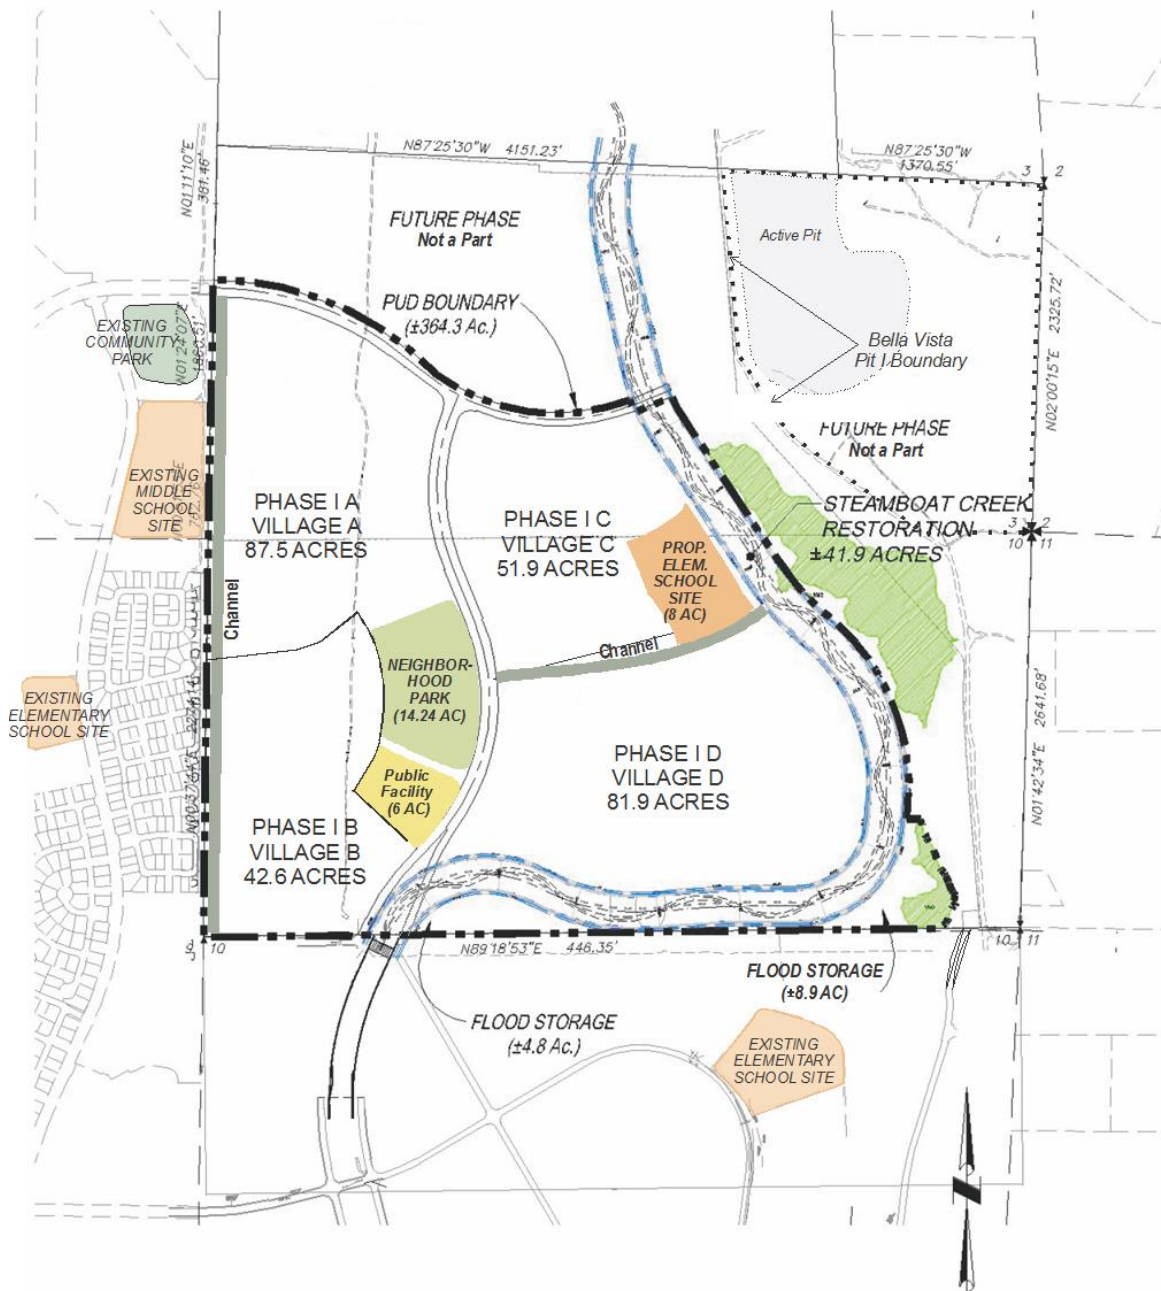 N87°25'30"W 4151.23'
N87°25'30"W
1370.55'
3 2
N01°11'10"E
381.46'
FUTURE PHASE
Not a Part
Active Pit
PUD BOUNDARY
(±364.3 Ac.)
EXISTING
COMMUNITY
PARK
N01°24'07"E
Bella Vista
Pit I Boundary
N02°00'15"E 2325.72'
FUTURE PHASE
Not a Part
EXISTING
MIDDLE
SCHOOL
SITE
PHASE I A
VILLAGE A
87.5 ACRES
PHASE I C
VILLAGE C
51.9 ACRES
STEAMBOAT CREEK
RESTORATION
±41.9 ACRES
3 2
10 11
PROP.
ELEM.
SCHOOL
SITE
(8 AC)
Channel
Channel
NEIGHBOR-
HOOD
PARK
(14.24 AC)
EXISTING
ELEMENTARY
SCHOOL SITE
N01°42'34"E 2641.68'
PHASE I D
VILLAGE D
81.9 ACRES
Public
Facility
(6 AC)
PHASE I B
VILLAGE B
42.6 ACRES
9 10
N89°18'53"E 446.35'
10 11
FLOOD STORAGE
(±8.9 AC)
FLOOD STORAGE
(±4.8 Ac.)
EXISTING
ELEMENTARY
SCHOOL SITE